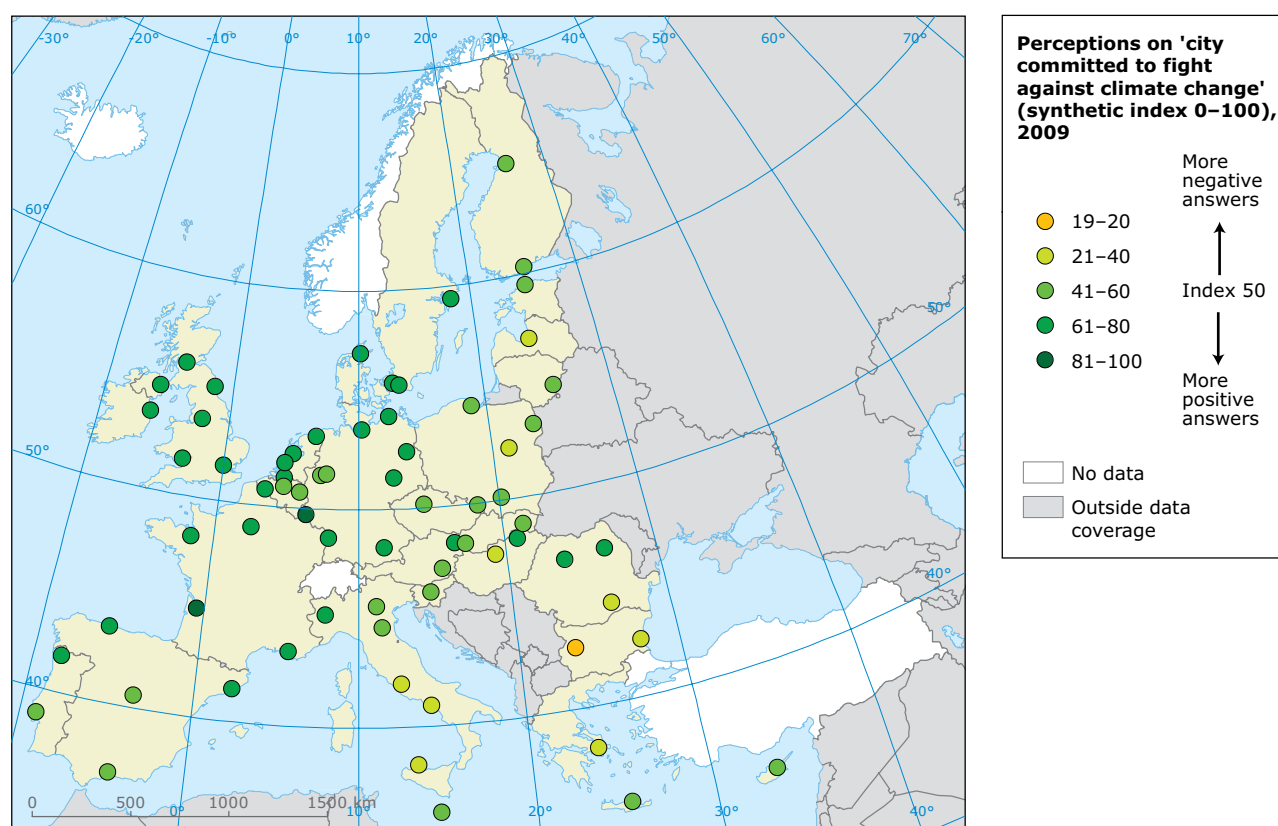 -30°
-20°
-10°
0°
10°
20°
30°
40°
50°
60°
70°
60°
50°
50°
40°
40°
0
500
1000
1500 km
0°
10°
20°
30°
40°
Perceptions on 'city
committed to fight
against climate change'
(synthetic index 0–100),
2009
More
negative
answers
19–20
21–40
41–60
Index 50
61–80
81–100
More
positive
answers
No data
Outside data
coverage